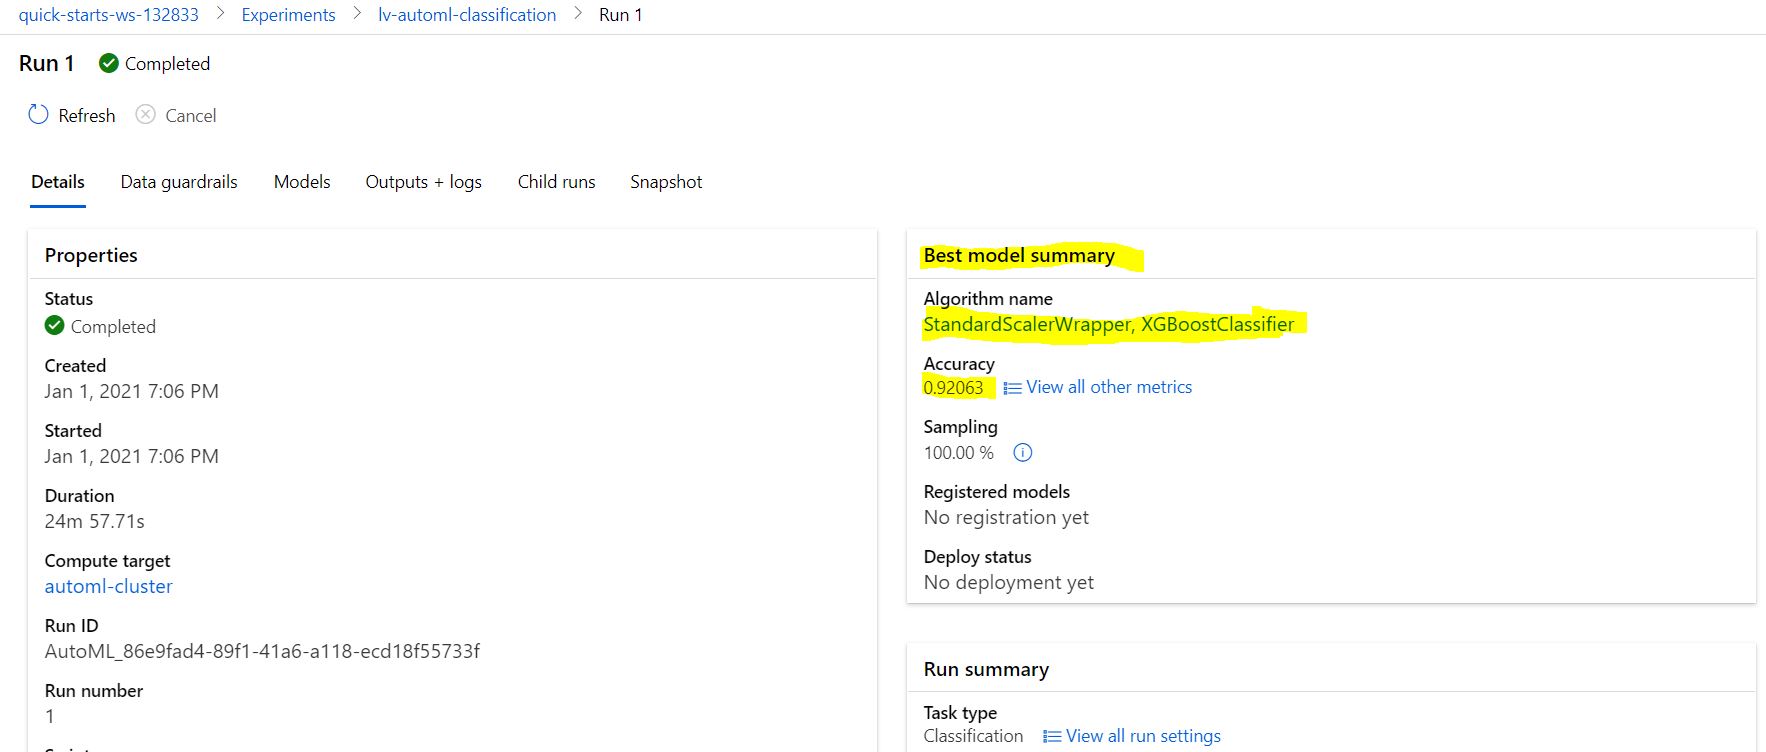 quick-starts-ws-132833 > Experiments > lv-automl-classification > Run 1
Run 1 Completed
Refresh Cancel
Details Data guardrails Models Outputs + logs Child runs Snapshot
Properties
Status
Completed
Created
Jan 1, 2021 7:06 PM
Started
Jan 1, 2021 7:06 PM
Duration
24m 57.71s
Compute target
automl-cluster
Run ID
AutoML_86e9fad4-89f1-41a6-a118-ecd18f55733f
Run number
1
Best model summary
Algorithm name
StandardScalerWrapper, XGBoostClassifier
Accuracy
0.92063 View all other metrics
Sampling
100.00 %
Registered models
No registration yet
Deploy status
No deployment yet
Run summary
Task type
Classification View all run settings